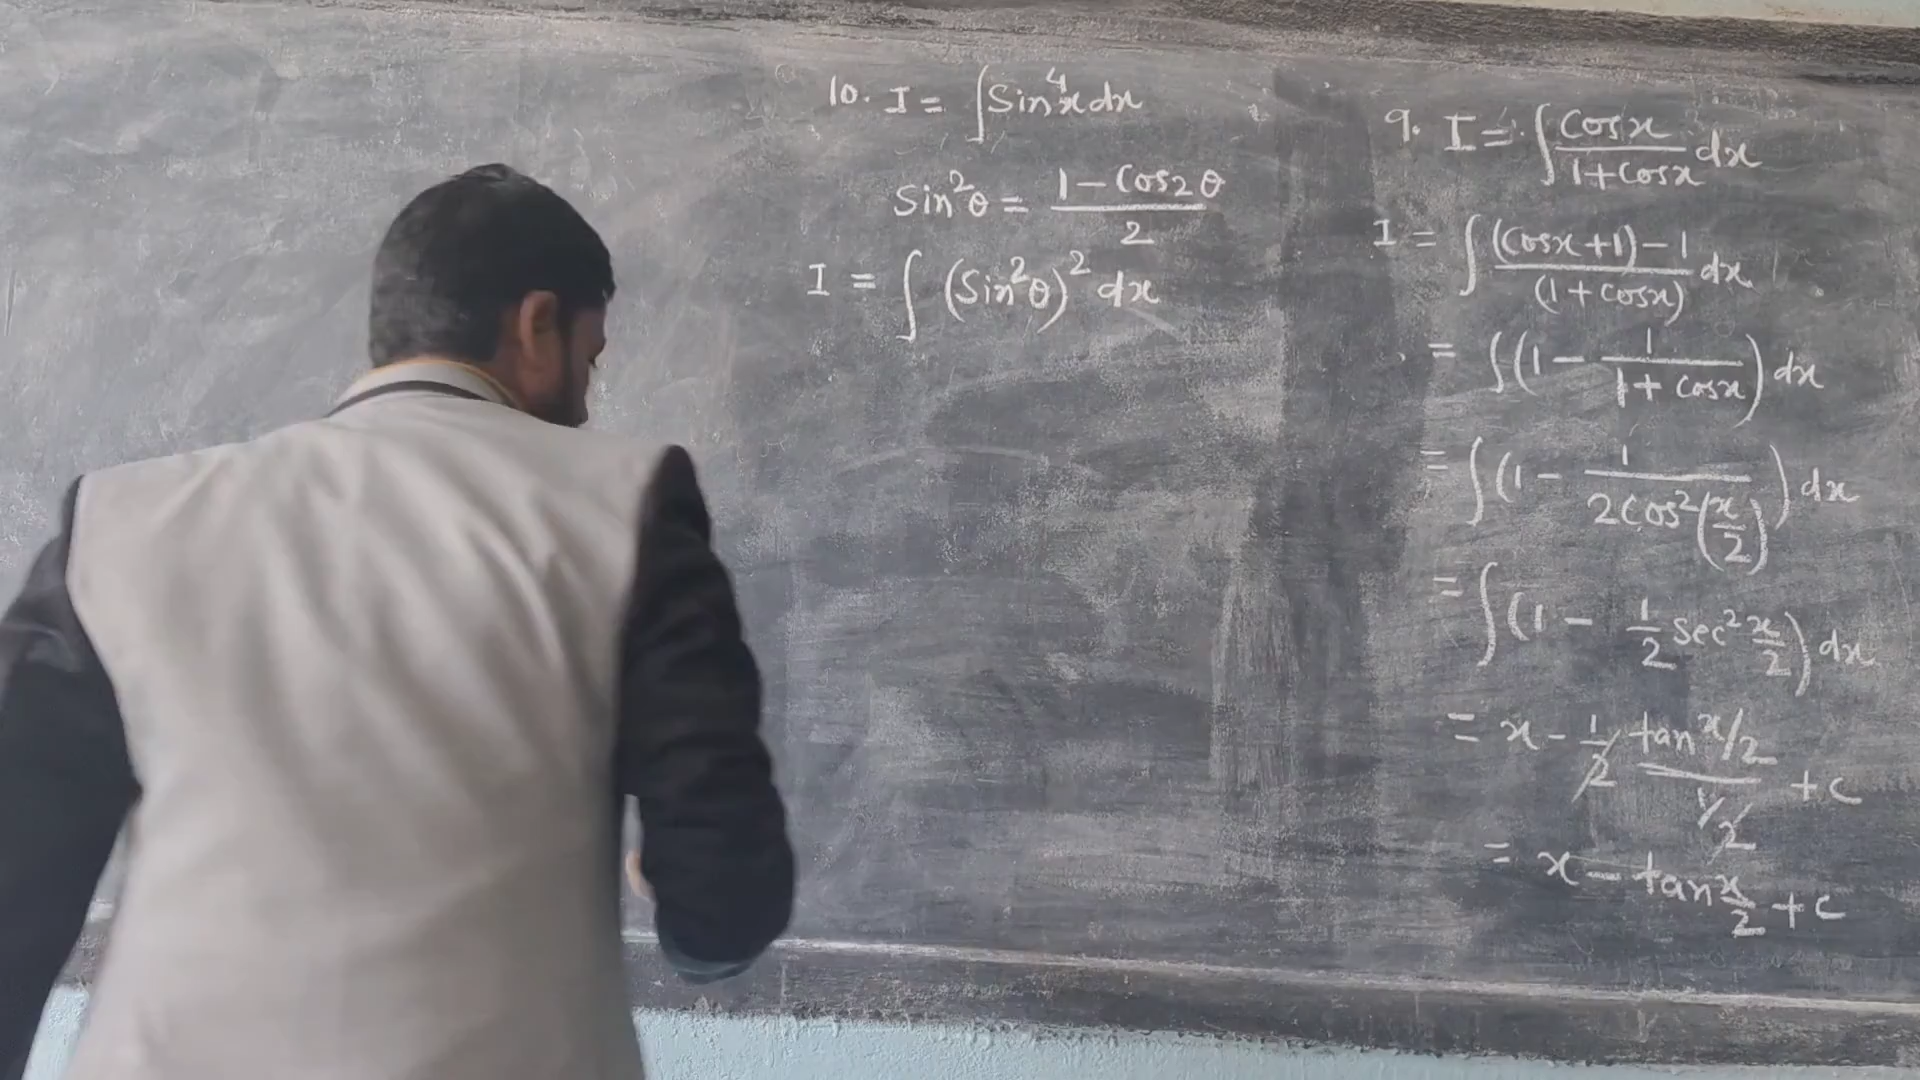 10. I = ∫ Sin⁴x dx
Sin²θ = (1 - Cos2θ)/2
I = ∫ (Sin²θ)² dx
9. I = ∫ Cosx/(1+Cosx) dx
I = ∫ ((Cosx+1)-1)/(1+Cosx) dx
= ∫(1 - 1/(1+Cosx)) dx
= ∫(1 - 1/(2Cos²(x/2))) dx
= ∫(1 - 1/2 Sec² x/2) dx
= x - 1/2 (tan x/2)/(1/2) + C
= x - tan x/2 + C